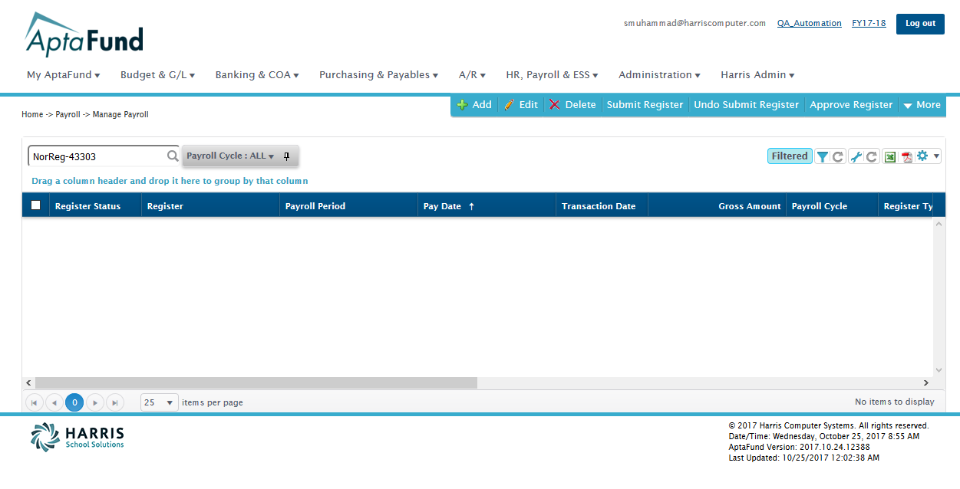 AptaFund
smuhammad@harriscomputer.com QA_Automation FY17-18 Log out
My AptaFund Budget & G/L Banking & COA Purchasing & Payables A/R HR, Payroll & ESS Administration Harris Admin
Add Edit Delete Submit Register Undo Submit Register Approve Register More
Home -> Payroll -> Manage Payroll
NorReg-43303 Payroll Cycle : ALL Filtered
Drag a column header and drop it here to group by that column
Register Status Register Payroll Period Pay Date ↑ Transaction Date Gross Amount Payroll Cycle Register Ty
0 25 items per page No items to display
HARRIS
School Solutions
© 2017 Harris Computer Systems. All rights reserved.
Date/Time: Wednesday, October 25, 2017 8:55 AM
AptaFund Version: 2017.10.24.12388
Last Updated: 10/25/2017 12:02:38 AM